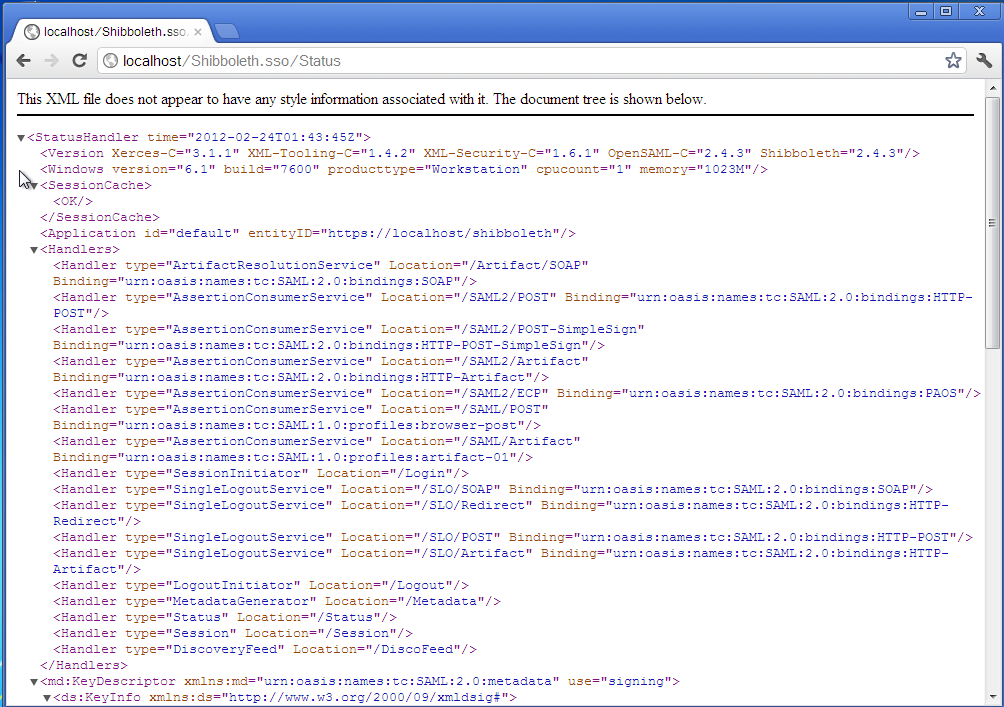 localhost/Shibboleth.sso
localhost/Shibboleth.sso/Status
This XML file does not appear to have any style information associated with it. The document tree is shown below.
<StatusHandler time="2012-02-24T01:43:45Z">
<Version Xerces-C="3.1.1" XML-Tooling-C="1.4.2" XML-Security-C="1.6.1" OpenSAML-C="2.4.3" Shibboleth="2.4.3"/>
<Windows version="6.1" build="7600" producttype="Workstation" cpucount="1" memory="1023M"/>
<SessionCache>
<OK/>
</SessionCache>
<Application id="default" entityID="https://localhost/shibboleth"/>
<Handlers>
<Handler type="ArtifactResolutionService" Location="/Artifact/SOAP"
Binding="urn:oasis:names:tc:SAML:2.0:bindings:SOAP"/>
<Handler type="AssertionConsumerService" Location="/SAML2/POST" Binding="urn:oasis:names:tc:SAML:2.0:bindings:HTTP-
POST"/>
<Handler type="AssertionConsumerService" Location="/SAML2/POST-SimpleSign"
Binding="urn:oasis:names:tc:SAML:2.0:bindings:HTTP-POST-SimpleSign"/>
<Handler type="AssertionConsumerService" Location="/SAML2/Artifact"
Binding="urn:oasis:names:tc:SAML:2.0:bindings:HTTP-Artifact"/>
<Handler type="AssertionConsumerService" Location="/SAML2/ECP" Binding="urn:oasis:names:tc:SAML:2.0:bindings:PAOS"/>
<Handler type="AssertionConsumerService" Location="/SAML/POST"
Binding="urn:oasis:names:tc:SAML:1.0:profiles:browser-post"/>
<Handler type="AssertionConsumerService" Location="/SAML/Artifact"
Binding="urn:oasis:names:tc:SAML:1.0:profiles:artifact-01"/>
<Handler type="SessionInitiator" Location="/Login"/>
<Handler type="SingleLogoutService" Location="/SLO/SOAP" Binding="urn:oasis:names:tc:SAML:2.0:bindings:SOAP"/>
<Handler type="SingleLogoutService" Location="/SLO/Redirect" Binding="urn:oasis:names:tc:SAML:2.0:bindings:HTTP-
Redirect"/>
<Handler type="SingleLogoutService" Location="/SLO/POST" Binding="urn:oasis:names:tc:SAML:2.0:bindings:HTTP-POST"/>
<Handler type="SingleLogoutService" Location="/SLO/Artifact" Binding="urn:oasis:names:tc:SAML:2.0:bindings:HTTP-
Artifact"/>
<Handler type="LogoutInitiator" Location="/Logout"/>
<Handler type="MetadataGenerator" Location="/Metadata"/>
<Handler type="Status" Location="/Status"/>
<Handler type="Session" Location="/Session"/>
<Handler type="DiscoveryFeed" Location="/DiscoFeed"/>
</Handlers>
<md:KeyDescriptor xmlns:md="urn:oasis:names:tc:SAML:2.0:metadata" use="signing">
<ds:KeyInfo xmlns:ds="http://www.w3.org/2000/09/xmldsig#">